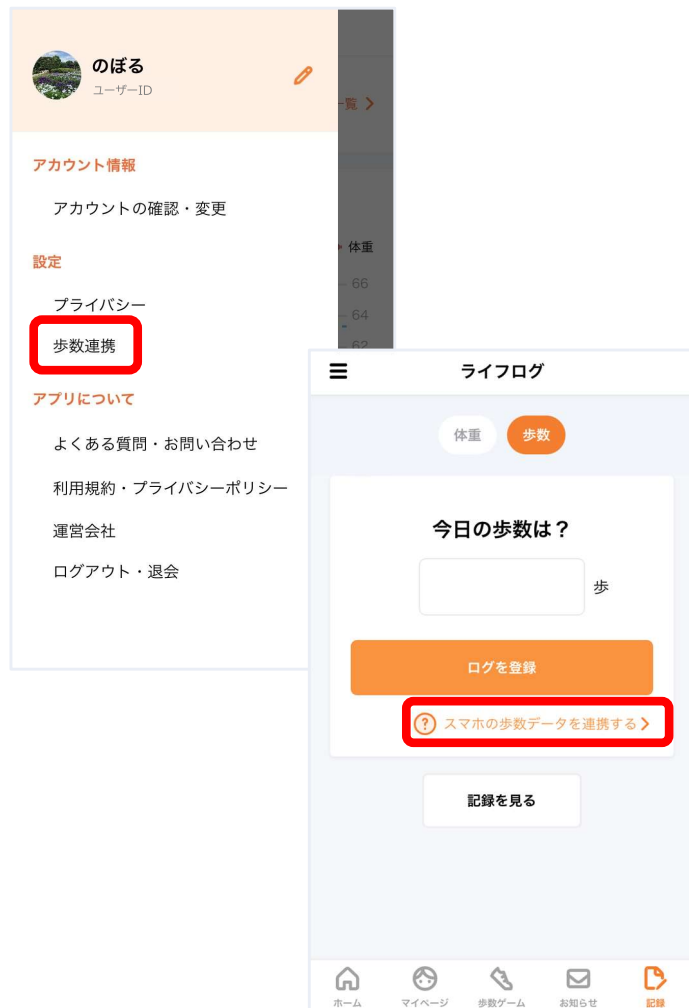 のぼる
ユーザーID
一覧
アカウント情報
アカウントの確認・変更
体重
設定
66
プライバシー
64
歩数連携
62
アプリについて
よくある質問・お問い合わせ
利用規約・プライバシーポリシー
運営会社
ログアウト・退会
ライフログ
体重
歩数
今日の歩数は？
歩
ログを登録
? スマホの歩数データを連携する
記録を見る
ホーム
マイページ
歩数ゲーム
お知らせ
記録